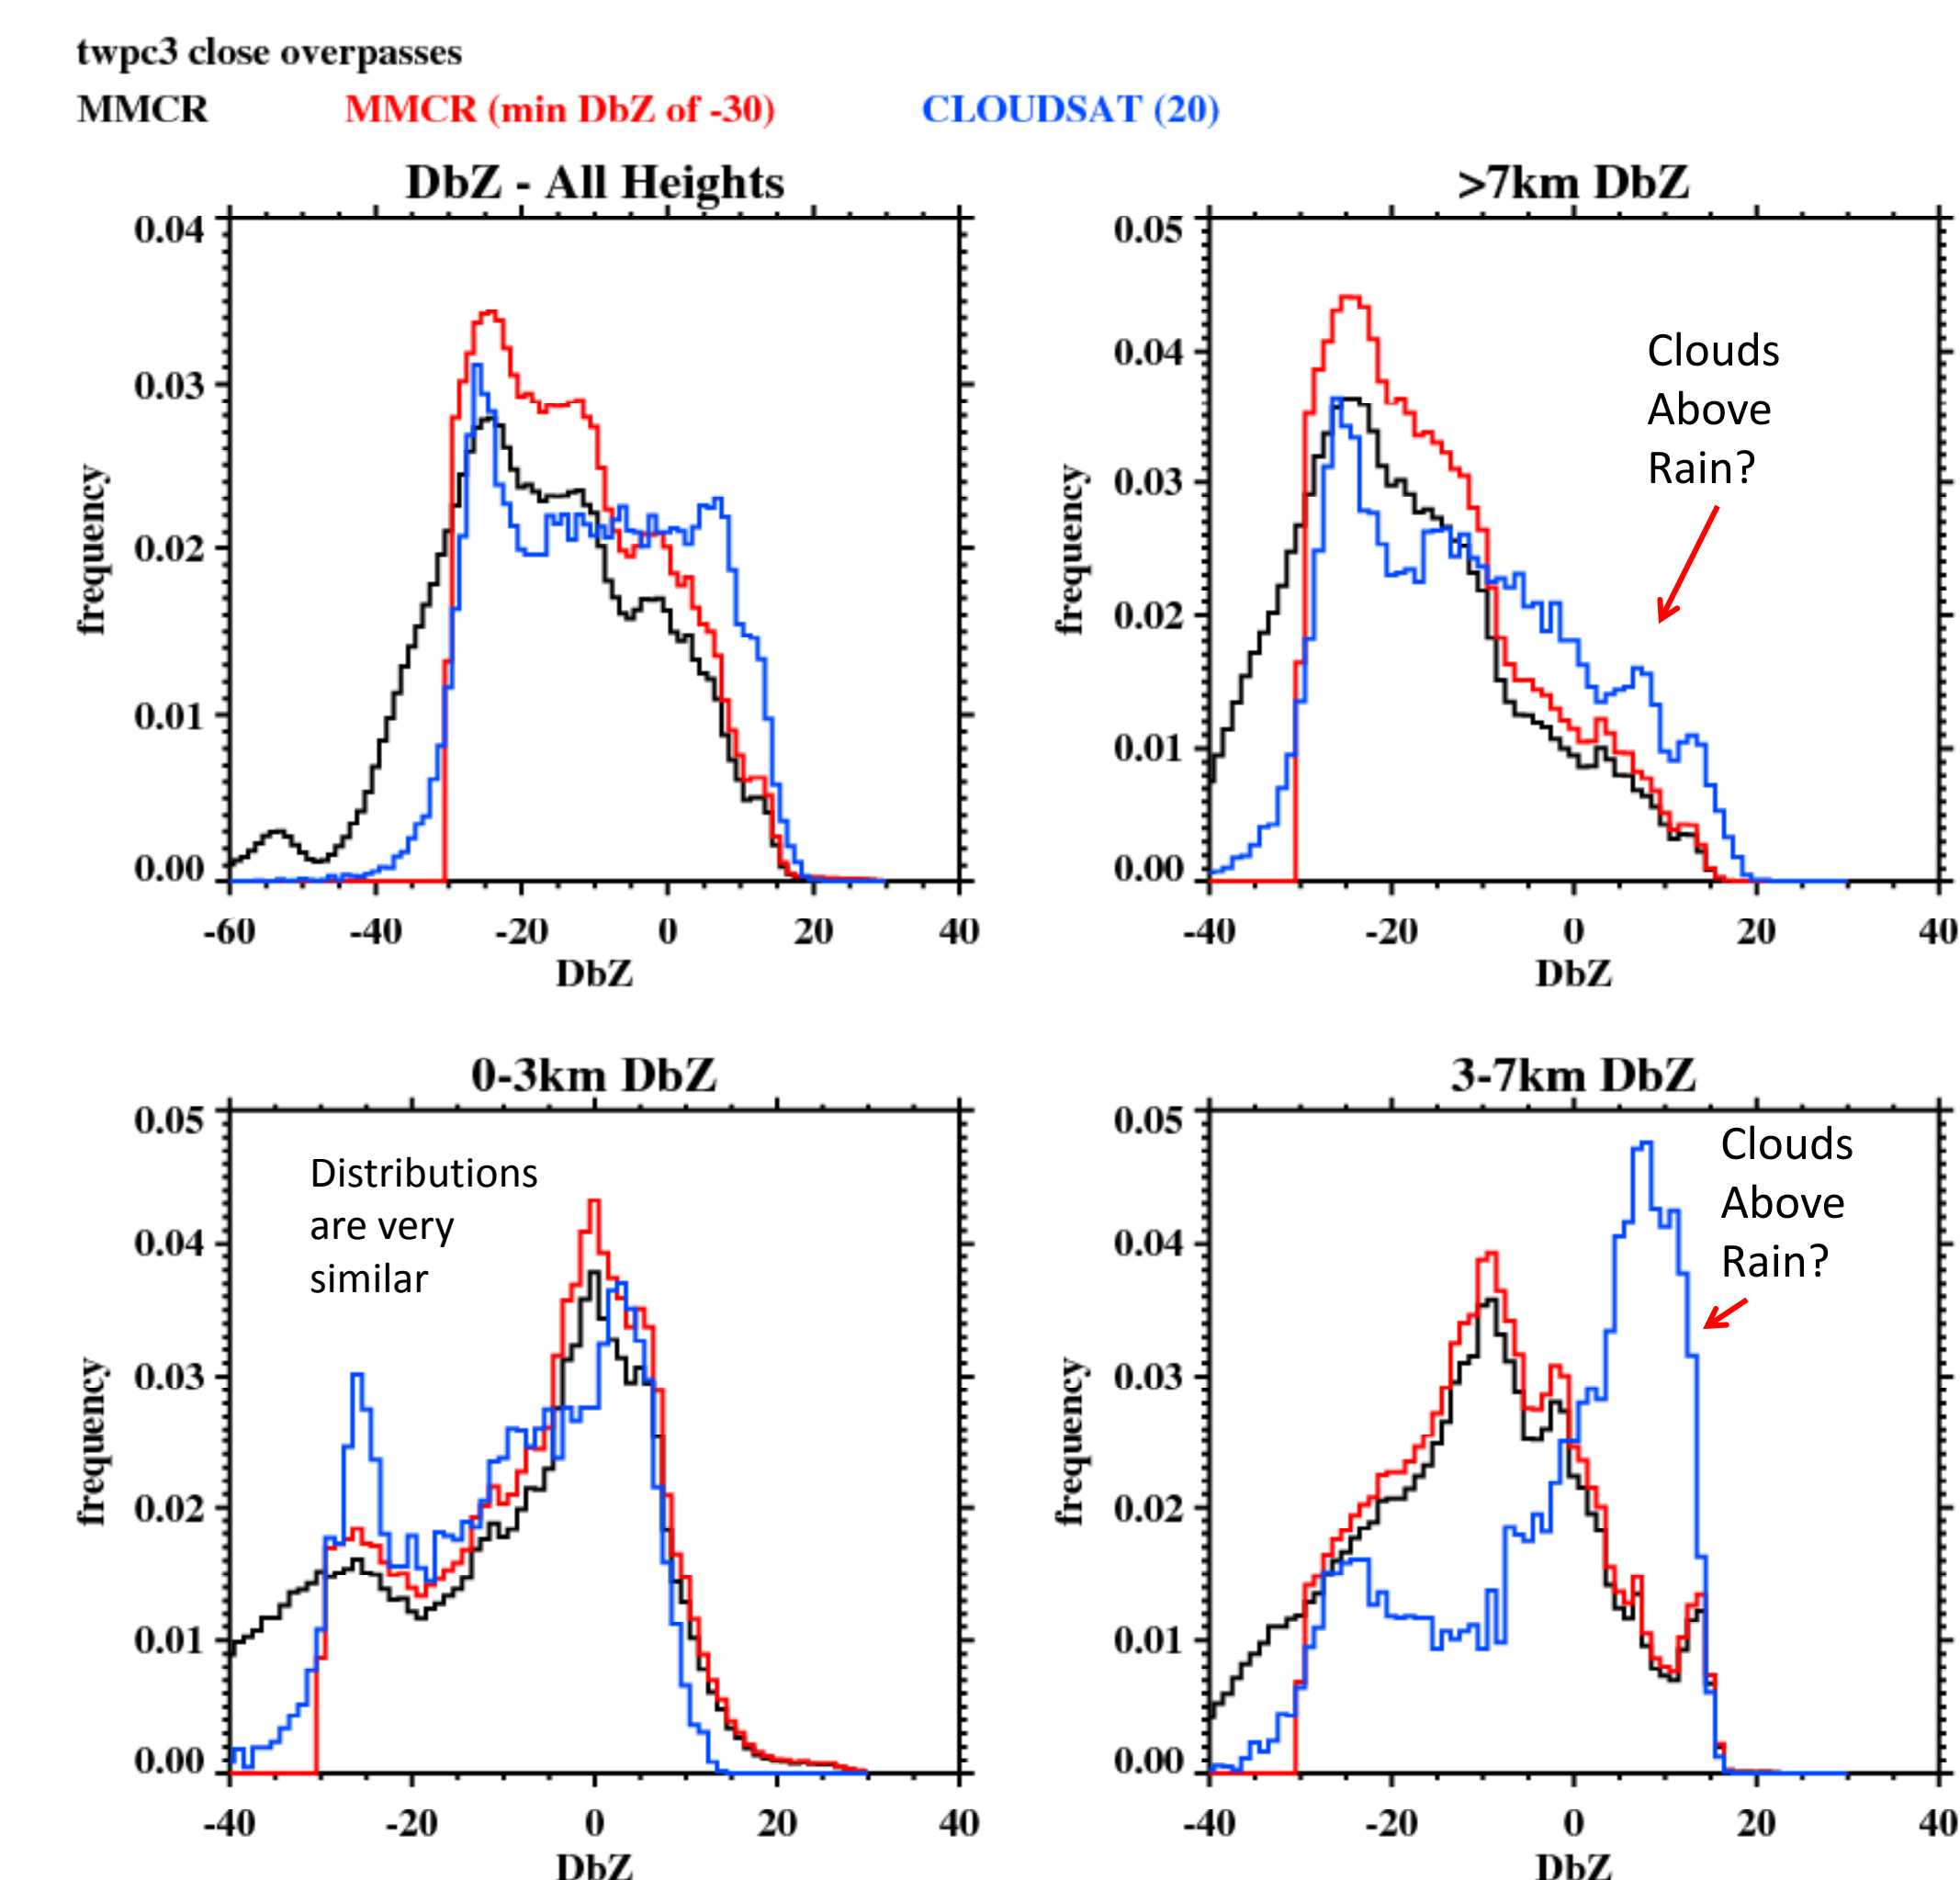 twpc3 close overpasses
MMCR MMCR (min DbZ of -30) CLOUDSAT (20)
DbZ - All Heights
0.04
0.03
0.02
0.01
0.00
frequency
-60 -40 -20 0 20 40
DbZ
>7km DbZ
0.05
0.04
0.03
0.02
0.01
0.00
frequency
Clouds
Above
Rain?
-40 -20 0 20 40
DbZ
0-3km DbZ
0.05
0.04
0.03
0.02
0.01
0.00
frequency
Distributions
are very
similar
-40 -20 0 20 40
DbZ
3-7km DbZ
0.05
0.04
0.03
0.02
0.01
0.00
frequency
Clouds
Above
Rain?
-40 -20 0 20 40
DbZ